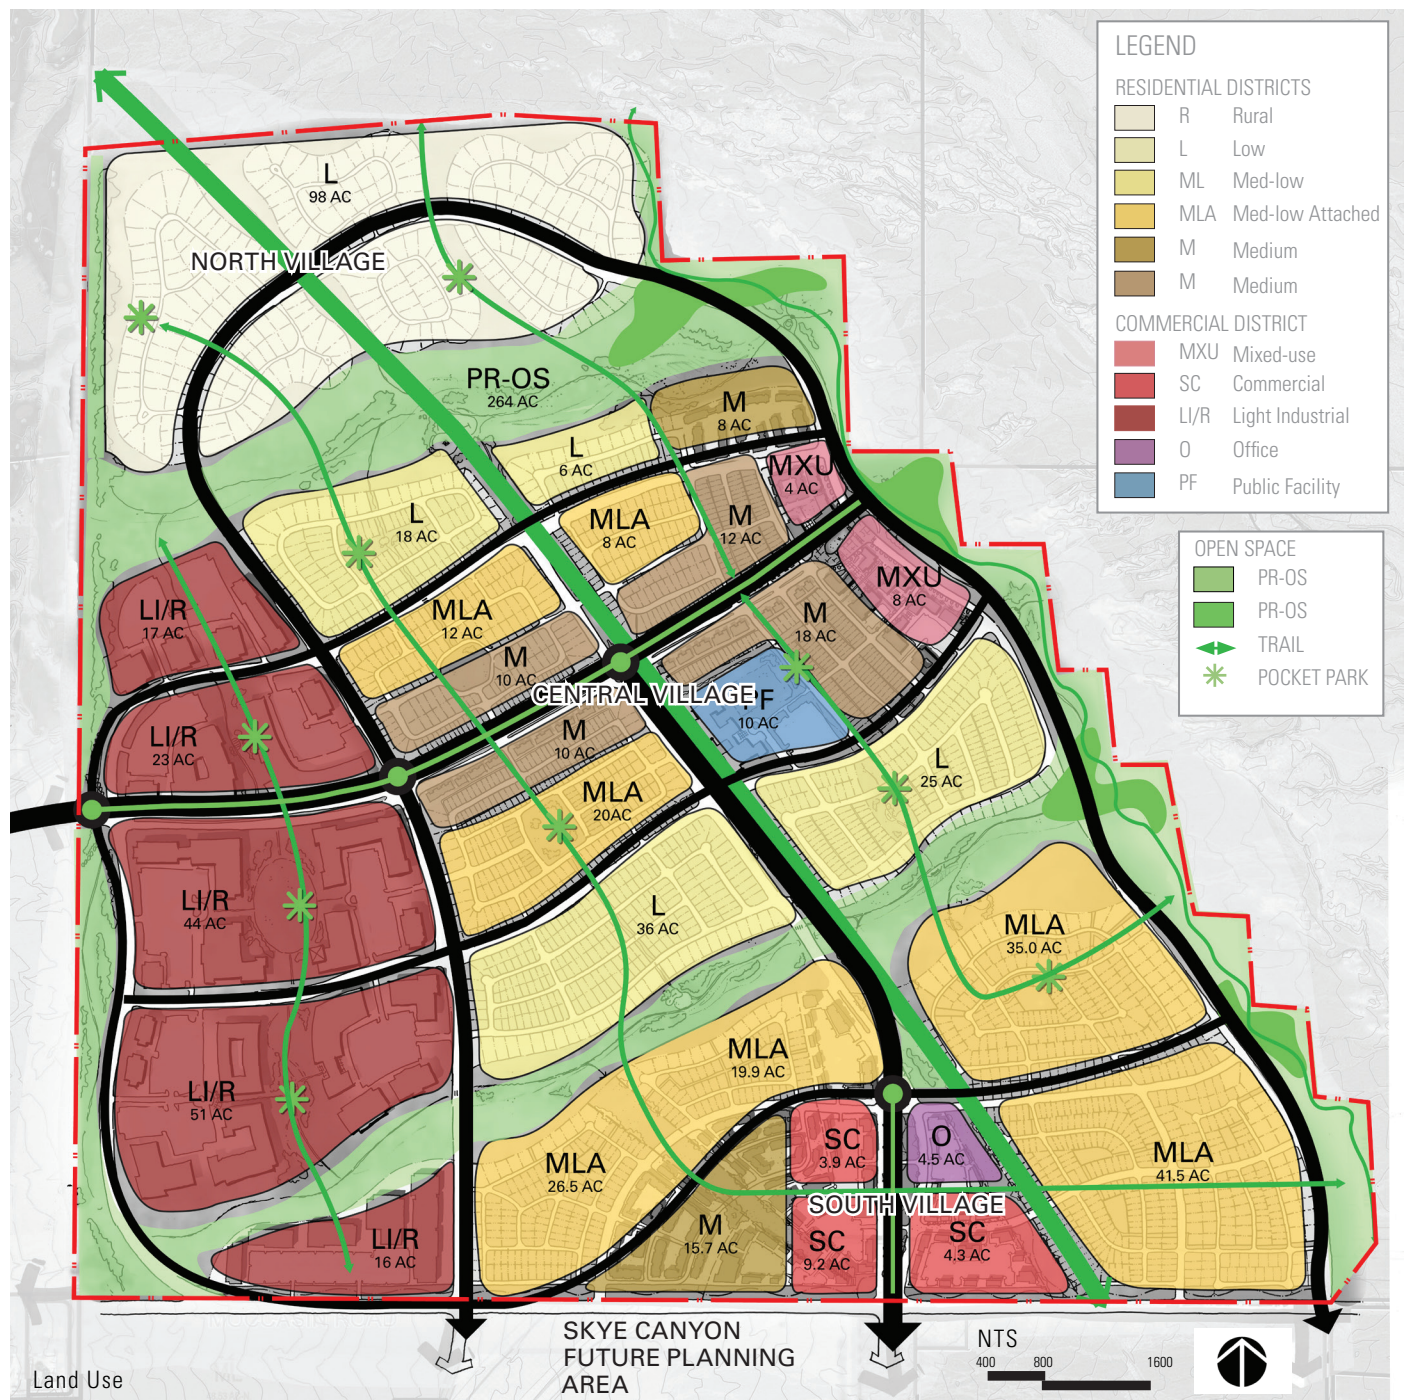 LEGEND
RESIDENTIAL DISTRICTS
R Rural
L Low
ML Med-low
MLA Med-low Attached
M Medium
M Medium
COMMERCIAL DISTRICT
MXU Mixed-use
SC Commercial
LI/R Light Industrial
O Office
PF Public Facility
OPEN SPACE
PR-OS
PR-OS
TRAIL
POCKET PARK
L
98 AC
NORTH VILLAGE
PR-OS
264 AC
M
8 AC
L
6 AC
MXU
4 AC
L
18 AC
MLA
8 AC
M
12 AC
MXU
8 AC
LI/R
17 AC
MLA
12 AC
M
18 AC
M
10 AC
CENTRAL VILLAGE
PF
10 AC
LI/R
23 AC
M
10 AC
L
25 AC
MLA
20AC
LI/R
44 AC
L
36 AC
MLA
35.0 AC
MLA
19.9 AC
LI/R
51 AC
SC
3.9 AC
O
4.5 AC
MLA
41.5 AC
MLA
26.5 AC
SOUTH VILLAGE
M
15.7 AC
SC
9.2 AC
SC
4.3 AC
LI/R
16 AC
SKYE CANYON
FUTURE PLANNING
AREA
NTS
400 800 1600
Land Use